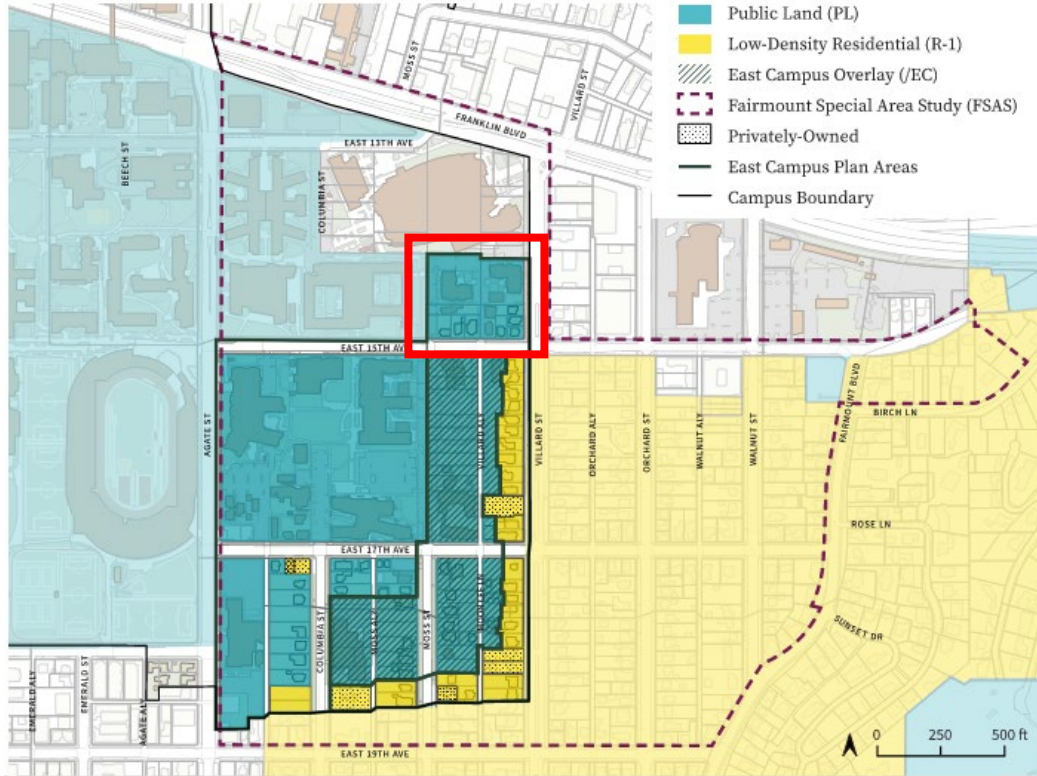 Public Land (PL)
Low-Density Residential (R-1)
East Campus Overlay (/EC)
Fairmount Special Area Study (FSAS)
Privately-Owned
East Campus Plan Areas
Campus Boundary
MOSS ST
VILLARD ST
FRANKLIN BLVD
EAST 13TH AVE
BEECH ST
COLUMBIA ST
EAST 15TH AV
AGATE ST
VILLARD ALY
VILLARD ST
ORCHARD ALY
ORCHARD ST
WALNUT ALY
WALNUT ST
FAIRMOUNT BLVD
BIRCH LN
ROSE LN
EAST 17TH AVE
COLUMBIA ST
MOSS ALY
MOSS ST
SUNSET DR
EMERALD ALY
EMERALD ST
AGATE ALY
EAST 19TH AVE
0 250 500 ft